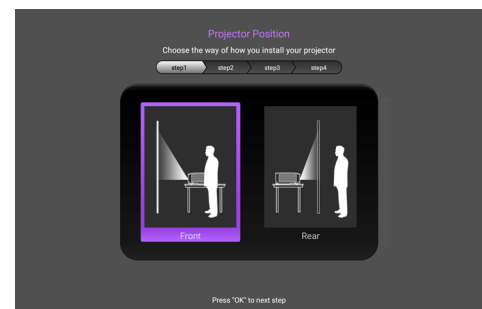 Projector Position
Choose the way of how you install your projector
step1 step2 step3 step4
Front Rear
Press "OK" to next step